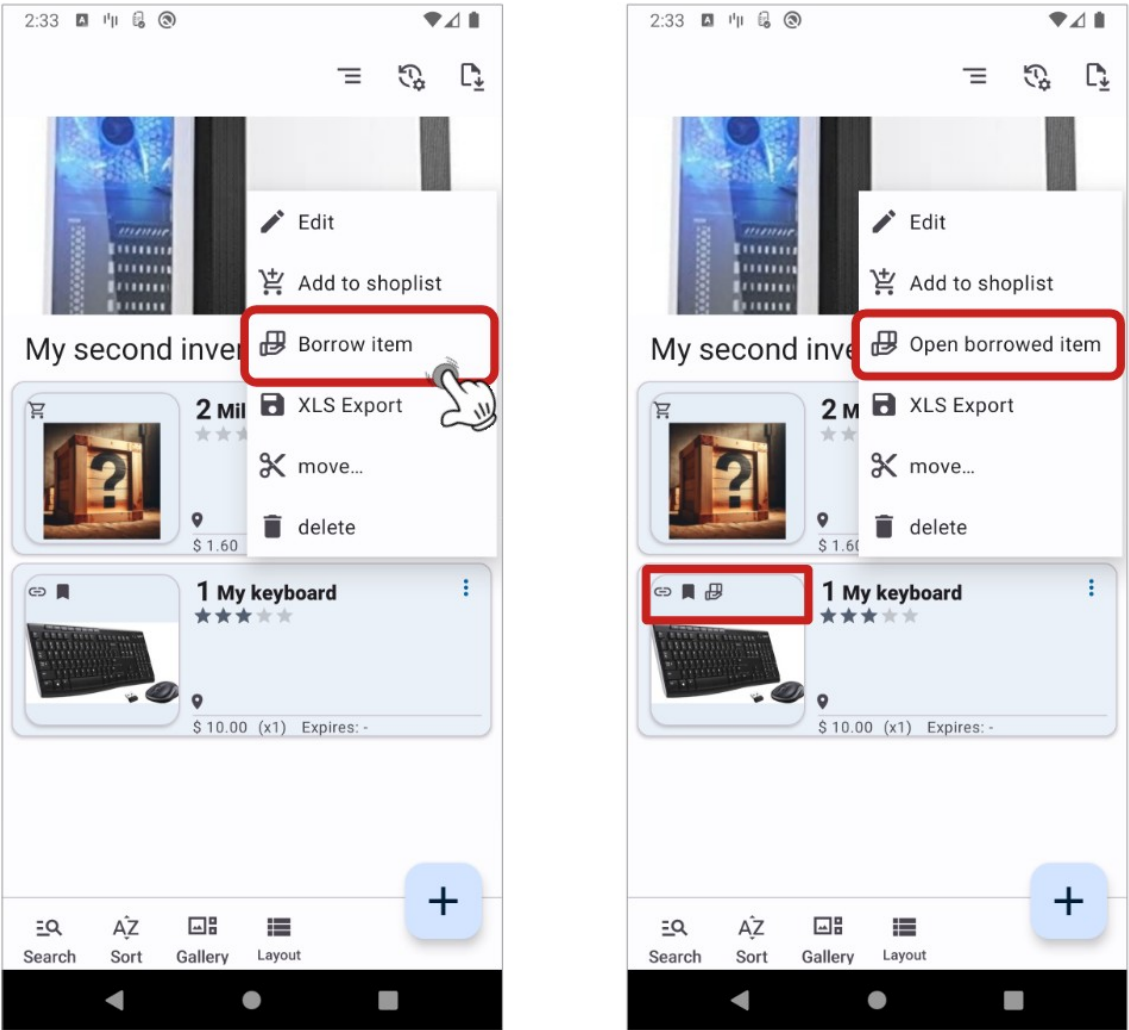 2:33
Edit
Add to shoplist
My second inver
Borrow item
2 Mil
XLS Export
move…
delete
$ 1.60
1 My keyboard
$ 10.00 (x1) Expires: -
Search
Sort
Gallery
Layout
2:33
Edit
Add to shoplist
My second inve
Open borrowed item
2 M
XLS Export
move…
delete
$ 1.60
1 My keyboard
$ 10.00 (x1) Expires: -
Search
Sort
Gallery
Layout